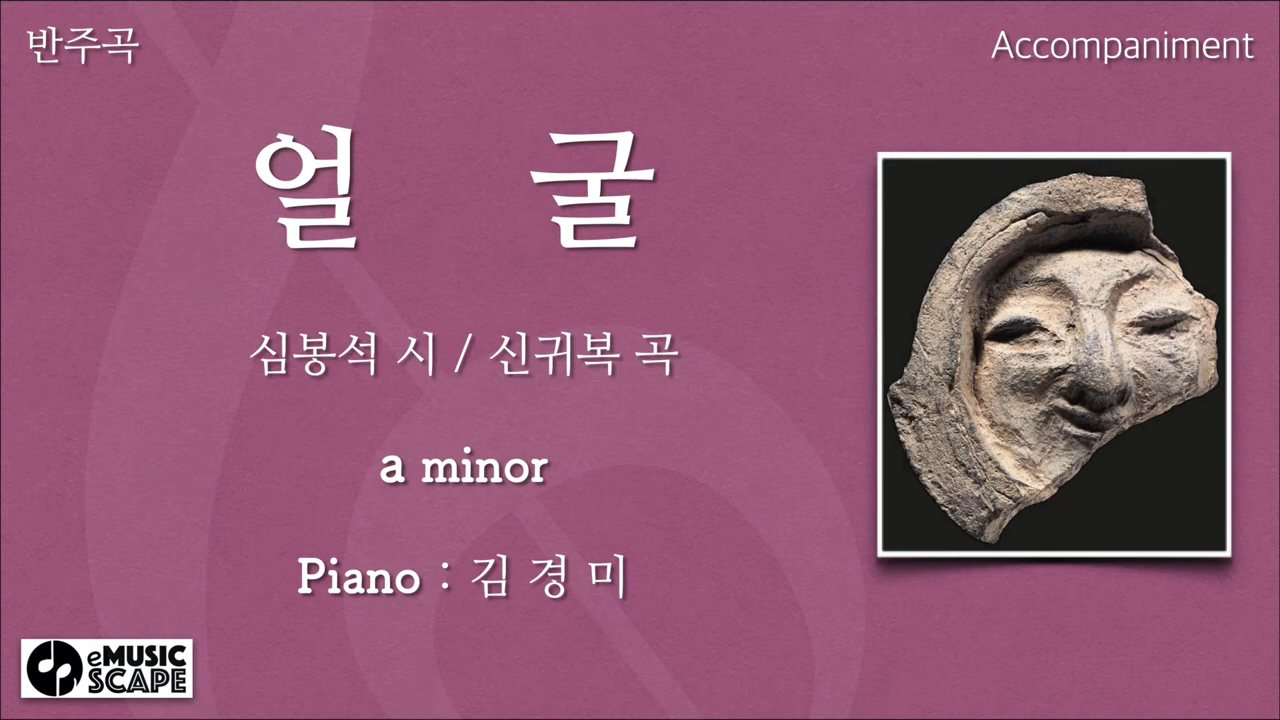 반주곡
Accompaniment
얼 굴
심봉석 시 / 신귀복 곡
a minor
Piano : 김 경 미
eMUSIC
SCAPE